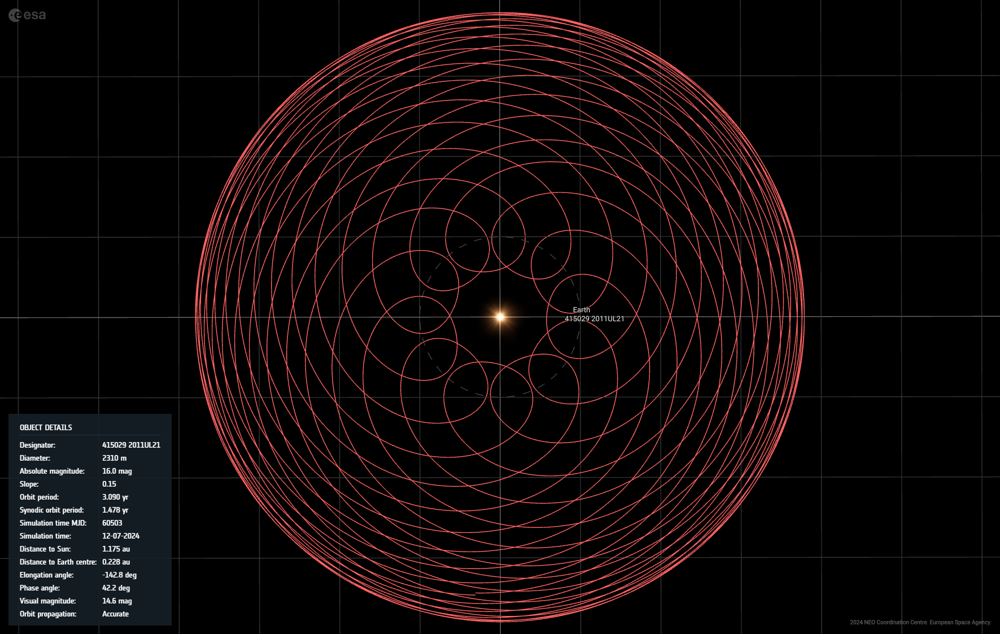 esa
Earth
415029 2011UL21
OBJECT DETAILS
Designator: 415029 2011UL21
Diameter: 2310 m
Absolute magnitude: 16.0 mag
Slope: 0.15
Orbit period: 3.090 yr
Synodic orbit period: 1.478 yr
Simulation time MJD: 60503
Simulation time: 12-07-2024
Distance to Sun: 1.175 au
Distance to Earth centre: 0.228 au
Elongation angle: -142.8 deg
Phase angle: 42.2 deg
Visual magnitude: 14.6 mag
Orbit propagation: Accurate
2024 NEO Coordination Centre. European Space Agency.